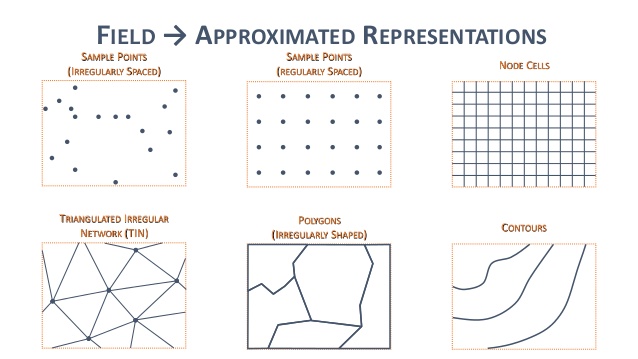 Field → Approximated Representations
Sample Points
(Irregularly Spaced)
Sample Points
(regularly Spaced)
Node Cells
Triangulated Irregular
Network (TIN)
Polygons
(Irregularly Shaped)
Contours